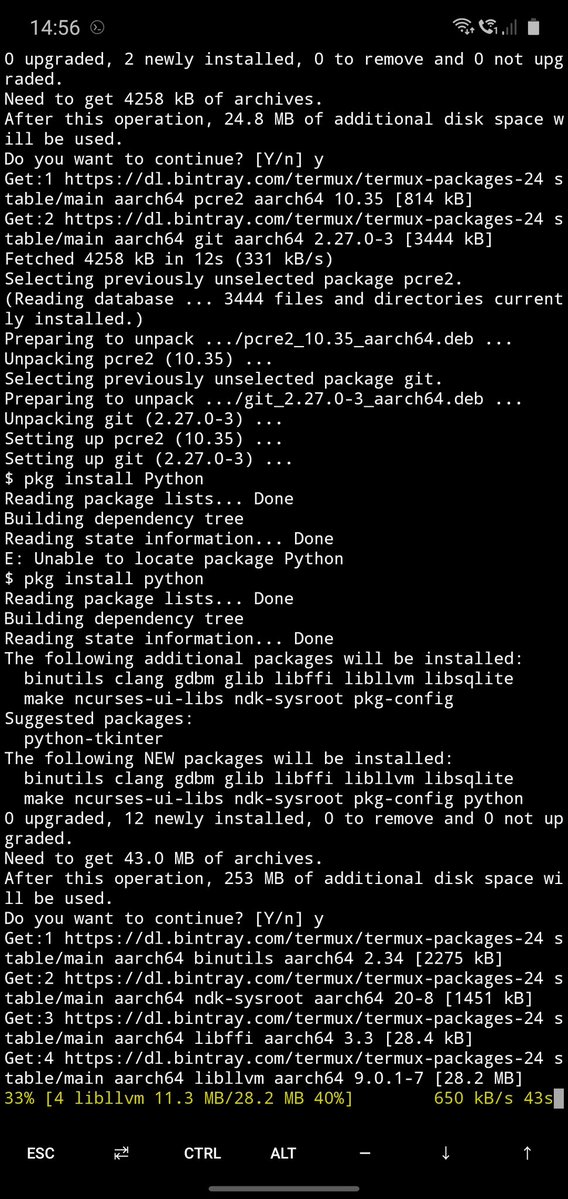 14:56
0 upgraded, 2 newly installed, 0 to remove and 0 not upg
raded.
Need to get 4258 kB of archives.
After this operation, 24.8 MB of additional disk space w
ill be used.
Do you want to continue? [Y/n] y
Get:1 https://dl.bintray.com/termux/termux-packages-24 s
table/main aarch64 pcre2 aarch64 10.35 [814 kB]
Get:2 https://dl.bintray.com/termux/termux-packages-24 s
table/main aarch64 git aarch64 2.27.0-3 [3444 kB]
Fetched 4258 kB in 12s (331 kB/s)
Selecting previously unselected package pcre2.
(Reading database ... 3444 files and directories current
ly installed.)
Preparing to unpack .../pcre2_10.35_aarch64.deb ...
Unpacking pcre2 (10.35) ...
Selecting previously unselected package git.
Preparing to unpack .../git_2.27.0-3_aarch64.deb ...
Unpacking git (2.27.0-3) ...
Setting up pcre2 (10.35) ...
Setting up git (2.27.0-3) ...
$ pkg install Python
Reading package lists... Done
Building dependency tree
Reading state information... Done
E: Unable to locate package Python
$ pkg install python
Reading package lists... Done
Building dependency tree
Reading state information... Done
The following additional packages will be installed:
  binutils clang gdbm glib libffi libllvm libsqlite
  make ncurses-ui-libs ndk-sysroot pkg-config
Suggested packages:
  python-tkinter
The following NEW packages will be installed:
  binutils clang gdbm glib libffi libllvm libsqlite
  make ncurses-ui-libs ndk-sysroot pkg-config python
0 upgraded, 12 newly installed, 0 to remove and 0 not up
graded.
Need to get 43.0 MB of archives.
After this operation, 253 MB of additional disk space wi
ll be used.
Do you want to continue? [Y/n] y
Get:1 https://dl.bintray.com/termux/termux-packages-24 s
table/main aarch64 binutils aarch64 2.34 [2275 kB]
Get:2 https://dl.bintray.com/termux/termux-packages-24 s
table/main aarch64 ndk-sysroot aarch64 20-8 [1451 kB]
Get:3 https://dl.bintray.com/termux/termux-packages-24 s
table/main aarch64 libffi aarch64 3.3 [28.4 kB]
Get:4 https://dl.bintray.com/termux/termux-packages-24 s
table/main aarch64 libllvm aarch64 9.0.1-7 [28.2 MB]
33% [4 libllvm 11.3 MB/28.2 MB 40%]        650 kB/s 43s
ESC ⇄ CTRL ALT — ↓ ↑